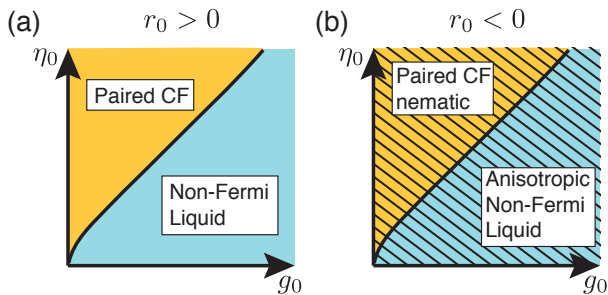 (a)
r₀ > 0
η₀
Paired CF
Non-Fermi
Liquid
g₀
(b)
r₀ < 0
η₀
Paired CF
nematic
Anisotropic
Non-Fermi
Liquid
g₀